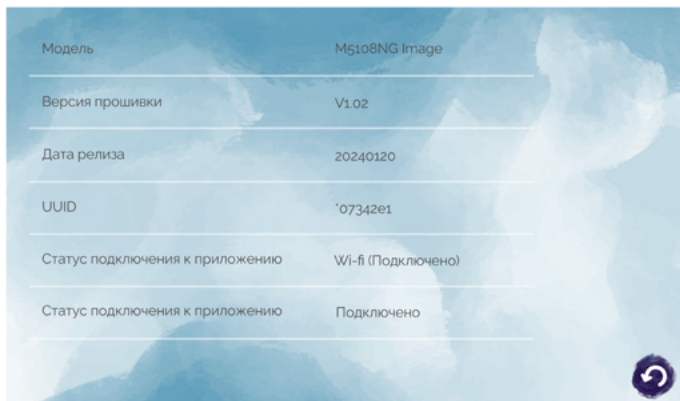 Модель M5108NG Image
Версия прошивки V1.02
Дата релиза 20240120
UUID *07342e1
Статус подключения к приложению Wi-fi (Подключено)
Статус подключения к приложению Подключено